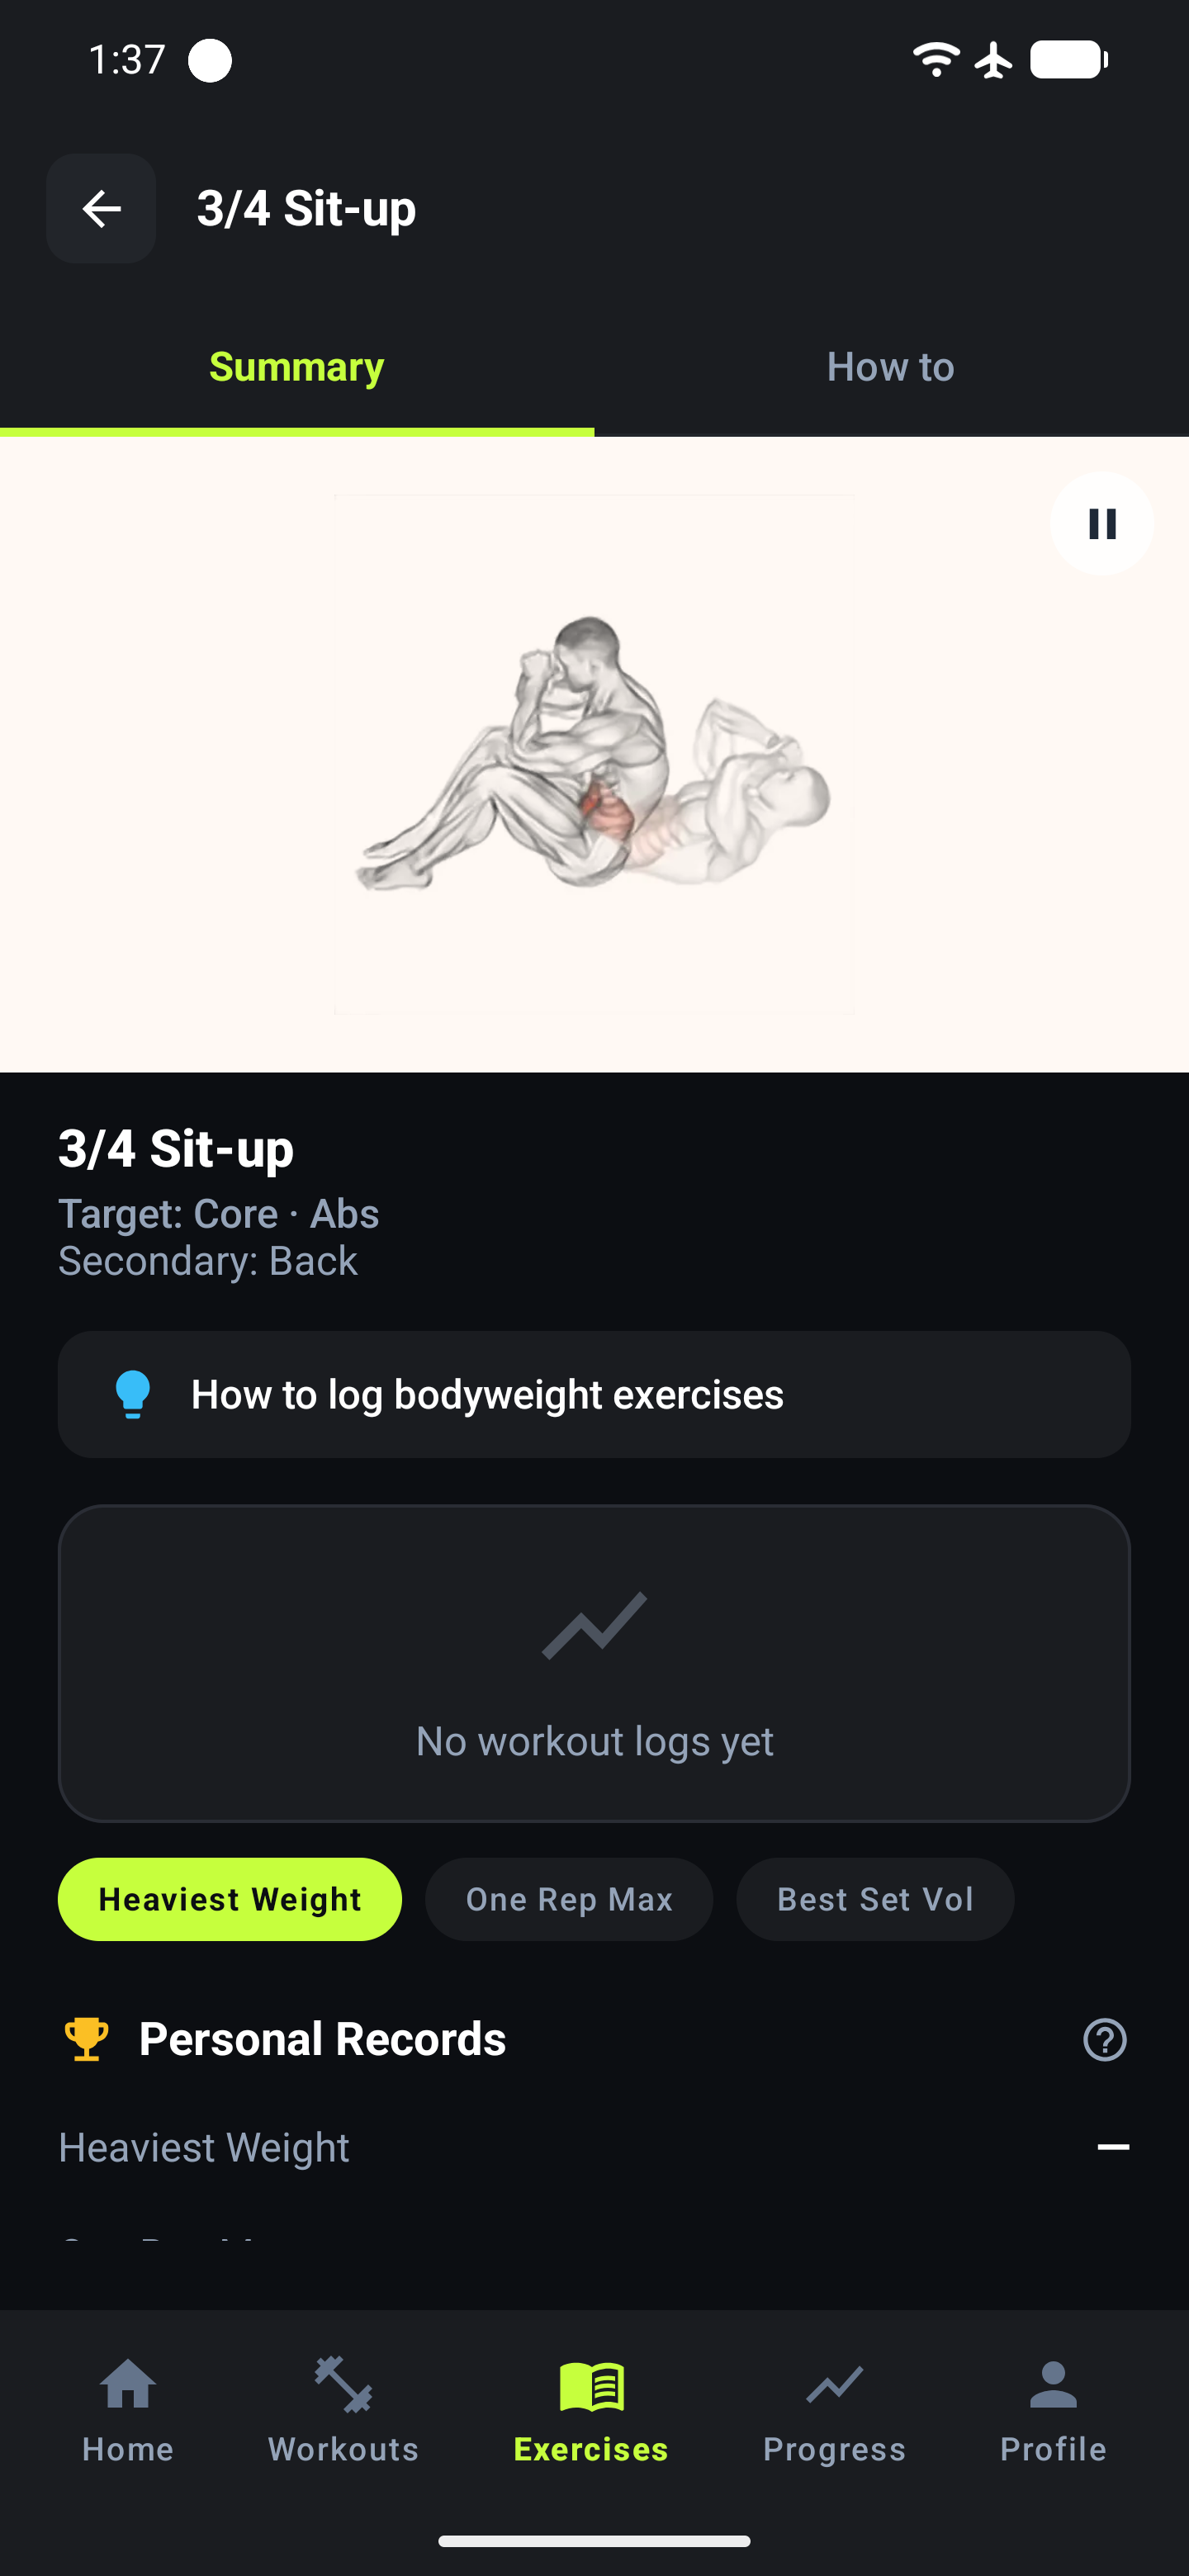 1:37
3/4 Sit-up
Summary
How to
3/4 Sit-up
Target: Core · Abs
Secondary: Back
How to log bodyweight exercises
No workout logs yet
Heaviest Weight
One Rep Max
Best Set Vol
Personal Records
Heaviest Weight
—
Home
Workouts
Exercises
Progress
Profile